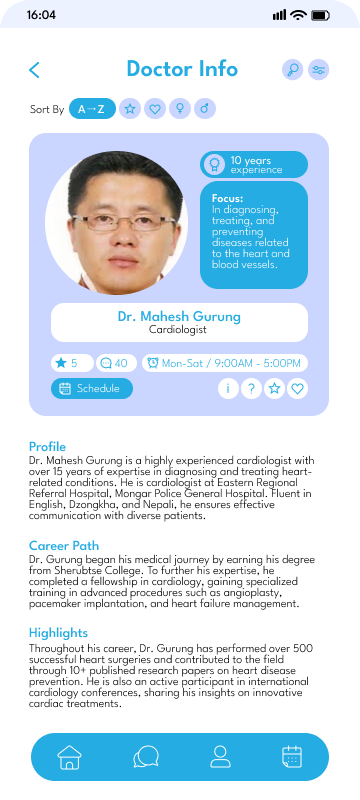 16:04
Doctor Info
Sort By
A→Z
10 years
experience
Focus:
In diagnosing,
treating, and
preventing
diseases related
to the heart and
blood vessels.
Dr. Mahesh Gurung
Cardiologist
5
40
Mon-Sat / 9:00AM - 5:00PM
Schedule
i
?
Profile
Dr. Mahesh Gurung is a highly experienced cardiologist with
over 15 years of expertise in diagnosing and treating heart-
related conditions. He is cardiologist at Eastern Regional
Referral Hospital, Mongar Police General Hospital. Fluent in
English, Dzongkha, and Nepali, he ensures effective
communication with diverse patients.
Career Path
Dr. Gurung began his medical journey by earning his degree
from Sherubtse College. To further his expertise, he
completed a fellowship in cardiology, gaining specialized
training in advanced procedures such as angioplasty,
pacemaker implantation, and heart failure management.
Highlights
Throughout his career, Dr. Gurung has performed over 500
successful heart surgeries and contributed to the field
through 10+ published research papers on heart disease
prevention. He is also an active participant in international
cardiology conferences, sharing his insights on innovative
cardiac treatments.